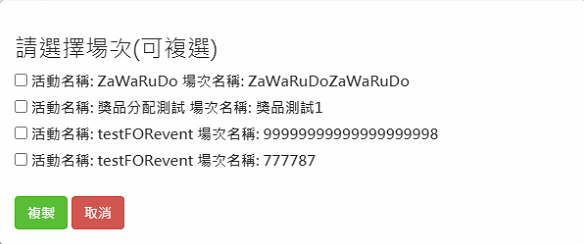 請選擇場次(可複選)
活動名稱: ZaWaRuDo 場次名稱: ZaWaRuDoZaWaRuDo
活動名稱: 獎品分配測試 場次名稱: 獎品測試1
活動名稱: testFORevent 場次名稱: 99999999999999999998
活動名稱: testFORevent 場次名稱: 777787
複製 取消